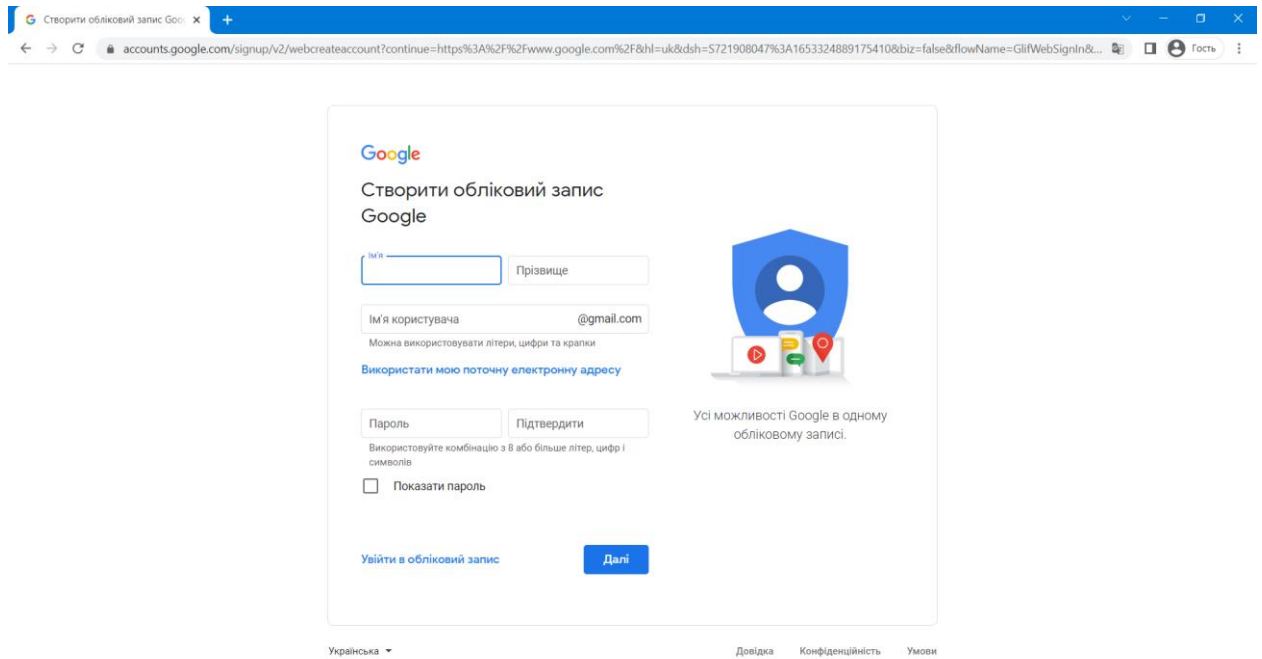 Створити обліковий запис Goo
accounts.google.com/signup/v2/webcreateaccount?continue=https%3A%2F%2Fwww.google.com%2F&hl=uk&dsh=S721908047%3A1653324889175410&biz=false&flowName=GlifWebSignIn&...
Гость
Google
Створити обліковий запис
Google
Ім'я
Прізвище
Ім'я користувача @gmail.com
Можна використовувати літери, цифри та крапки
Використати мою поточну електронну адресу
Пароль Підтвердити
Використовуйте комбінацію з 8 або більше літер, цифр і
символів
Показати пароль
Усі можливості Google в одному
обліковому записі.
Увійти в обліковий запис Далі
Українська Довідка Конфіденційність Умови